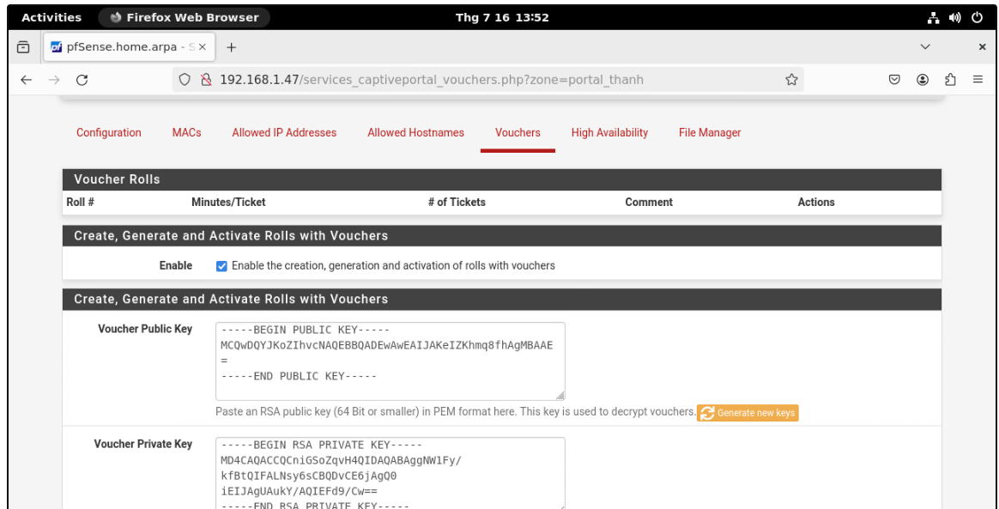 Activities Firefox Web Browser Thg 7 16 13:52
pfSense.home.arpa - S
192.168.1.47/services_captiveportal_vouchers.php?zone=portal_thanh
Configuration MACs Allowed IP Addresses Allowed Hostnames Vouchers High Availability File Manager
Voucher Rolls
Roll # Minutes/Ticket # of Tickets Comment Actions
Create, Generate and Activate Rolls with Vouchers
Enable Enable the creation, generation and activation of rolls with vouchers
Create, Generate and Activate Rolls with Vouchers
Voucher Public Key -----BEGIN PUBLIC KEY-----
MCQwDQYJKoZIhvcNAQEBBQADEwAwEAIJAKeIZKhmq8fhAgMBAAE
=
-----END PUBLIC KEY-----
Paste an RSA public key (64 Bit or smaller) in PEM format here. This key is used to decrypt vouchers. Generate new keys
Voucher Private Key -----BEGIN RSA PRIVATE KEY-----
MD4CAQACCQCniGSoZqvH4QIDAQABAggNW1Fy/
kfBtQIFALNsy6sCBQDvCE6jAgQ0
iEIJAgUAukY/AQIEFd9/Cw==
-----END RSA PRIVATE KEY-----